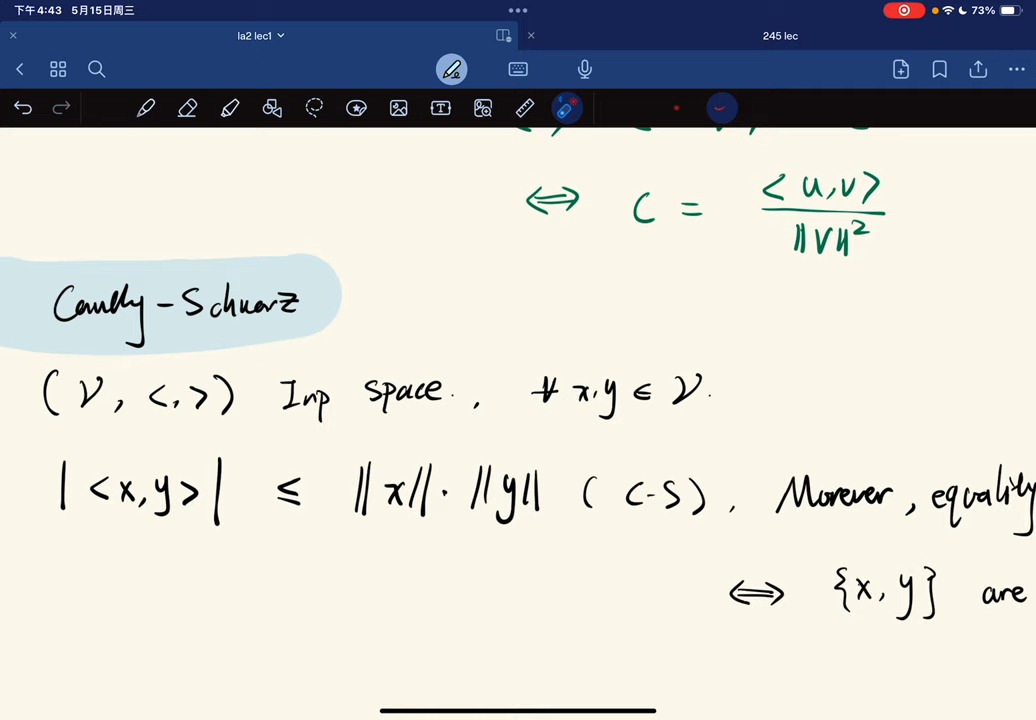 下午4:43 5月15日周三 73%
la2 lec1 245 lec
⟺ C = <u,v> / ||v||²
Cauchy-Schwarz
(V, <,>) Inp space., ∀ x,y ∈ V.
|<x,y>| ≤ ||x||·||y|| (C-S), Morever, equality
⟺ {x,y} are